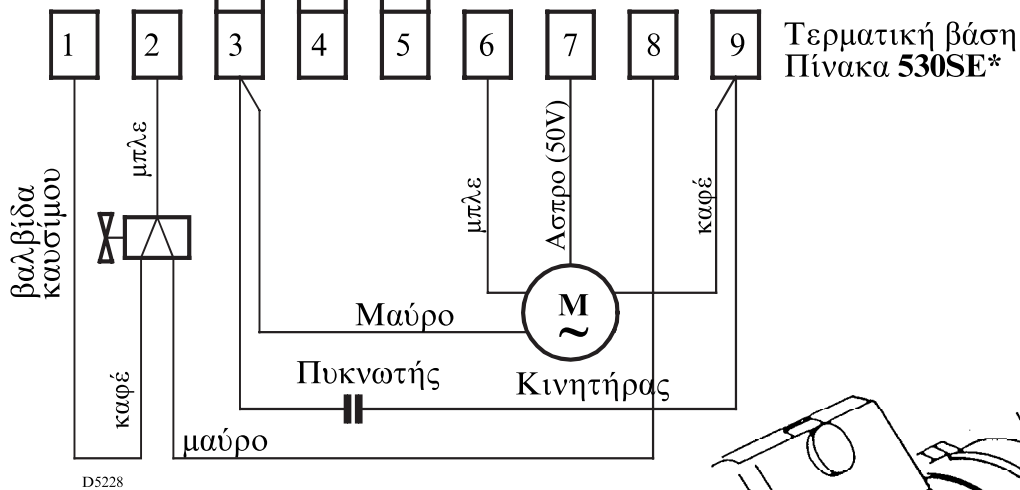 1 2 3 4 5 6 7 8 9
Τερματική βάση
Πίνακα 530SE*
βαλβίδα
καυσίμου
μπλε
μπλε
Ασπρο (50V)
καφέ
M
~
Μαύρο
Πυκνωτής
Κινητήρας
καφέ
μαύρο
D5228